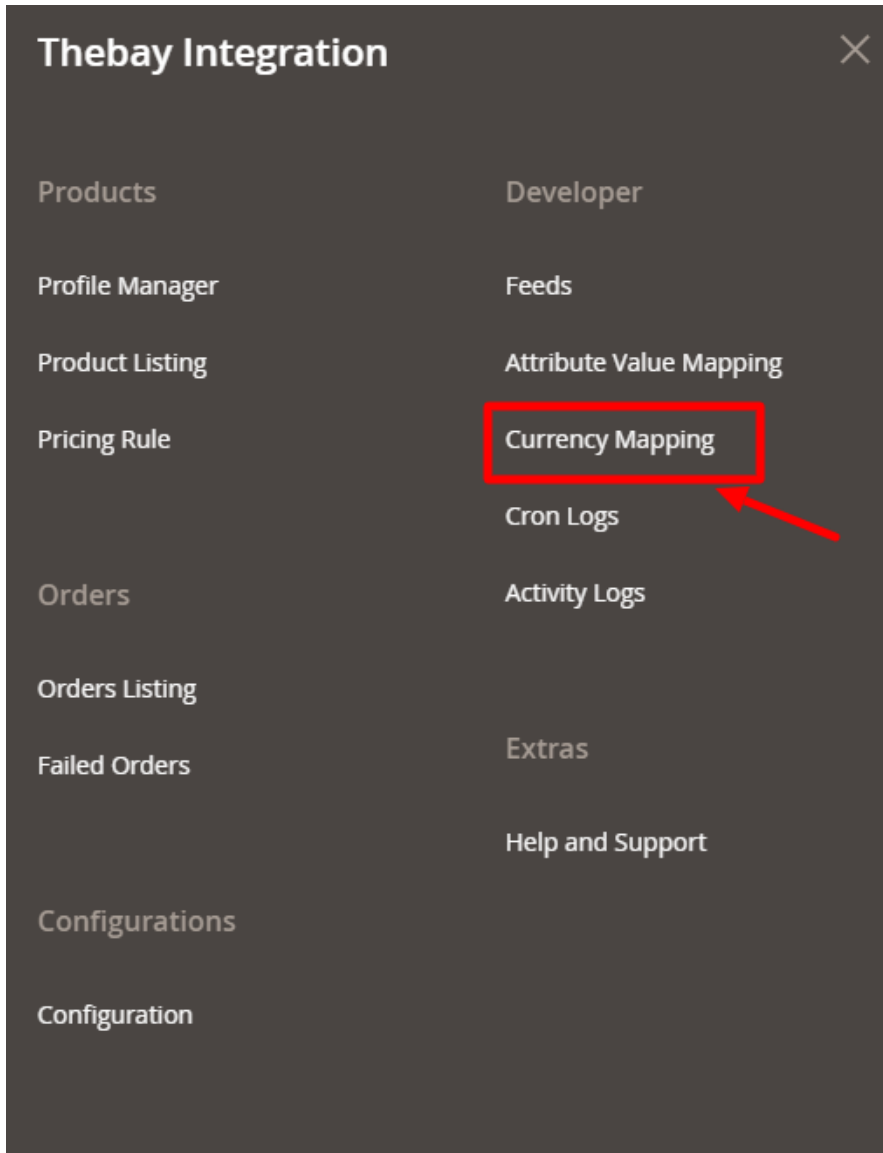 Thebay Integration
Products
Profile Manager
Product Listing
Pricing Rule
Orders
Orders Listing
Failed Orders
Configurations
Configuration
Developer
Feeds
Attribute Value Mapping
Currency Mapping
Cron Logs
Activity Logs
Extras
Help and Support